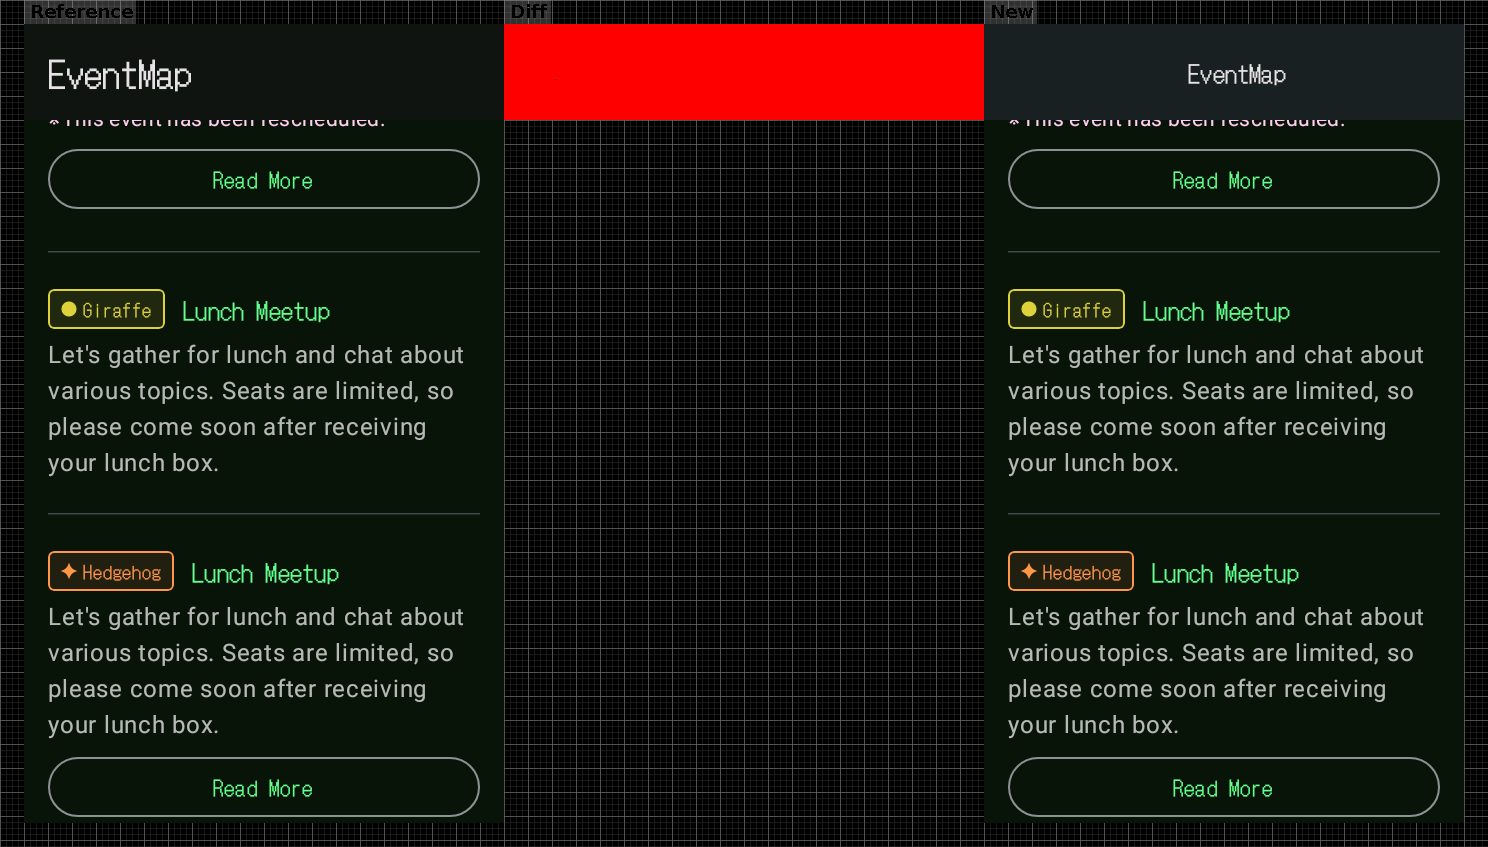 Reference
Diff
New
EventMap
※ This event has been rescheduled.
Read More
Giraffe
Lunch Meetup
Let's gather for lunch and chat about
various topics. Seats are limited, so
please come soon after receiving
your lunch box.
Hedgehog
Lunch Meetup
Let's gather for lunch and chat about
various topics. Seats are limited, so
please come soon after receiving
your lunch box.
Read More
EventMap
※ This event has been rescheduled.
Read More
Giraffe
Lunch Meetup
Let's gather for lunch and chat about
various topics. Seats are limited, so
please come soon after receiving
your lunch box.
Hedgehog
Lunch Meetup
Let's gather for lunch and chat about
various topics. Seats are limited, so
please come soon after receiving
your lunch box.
Read More